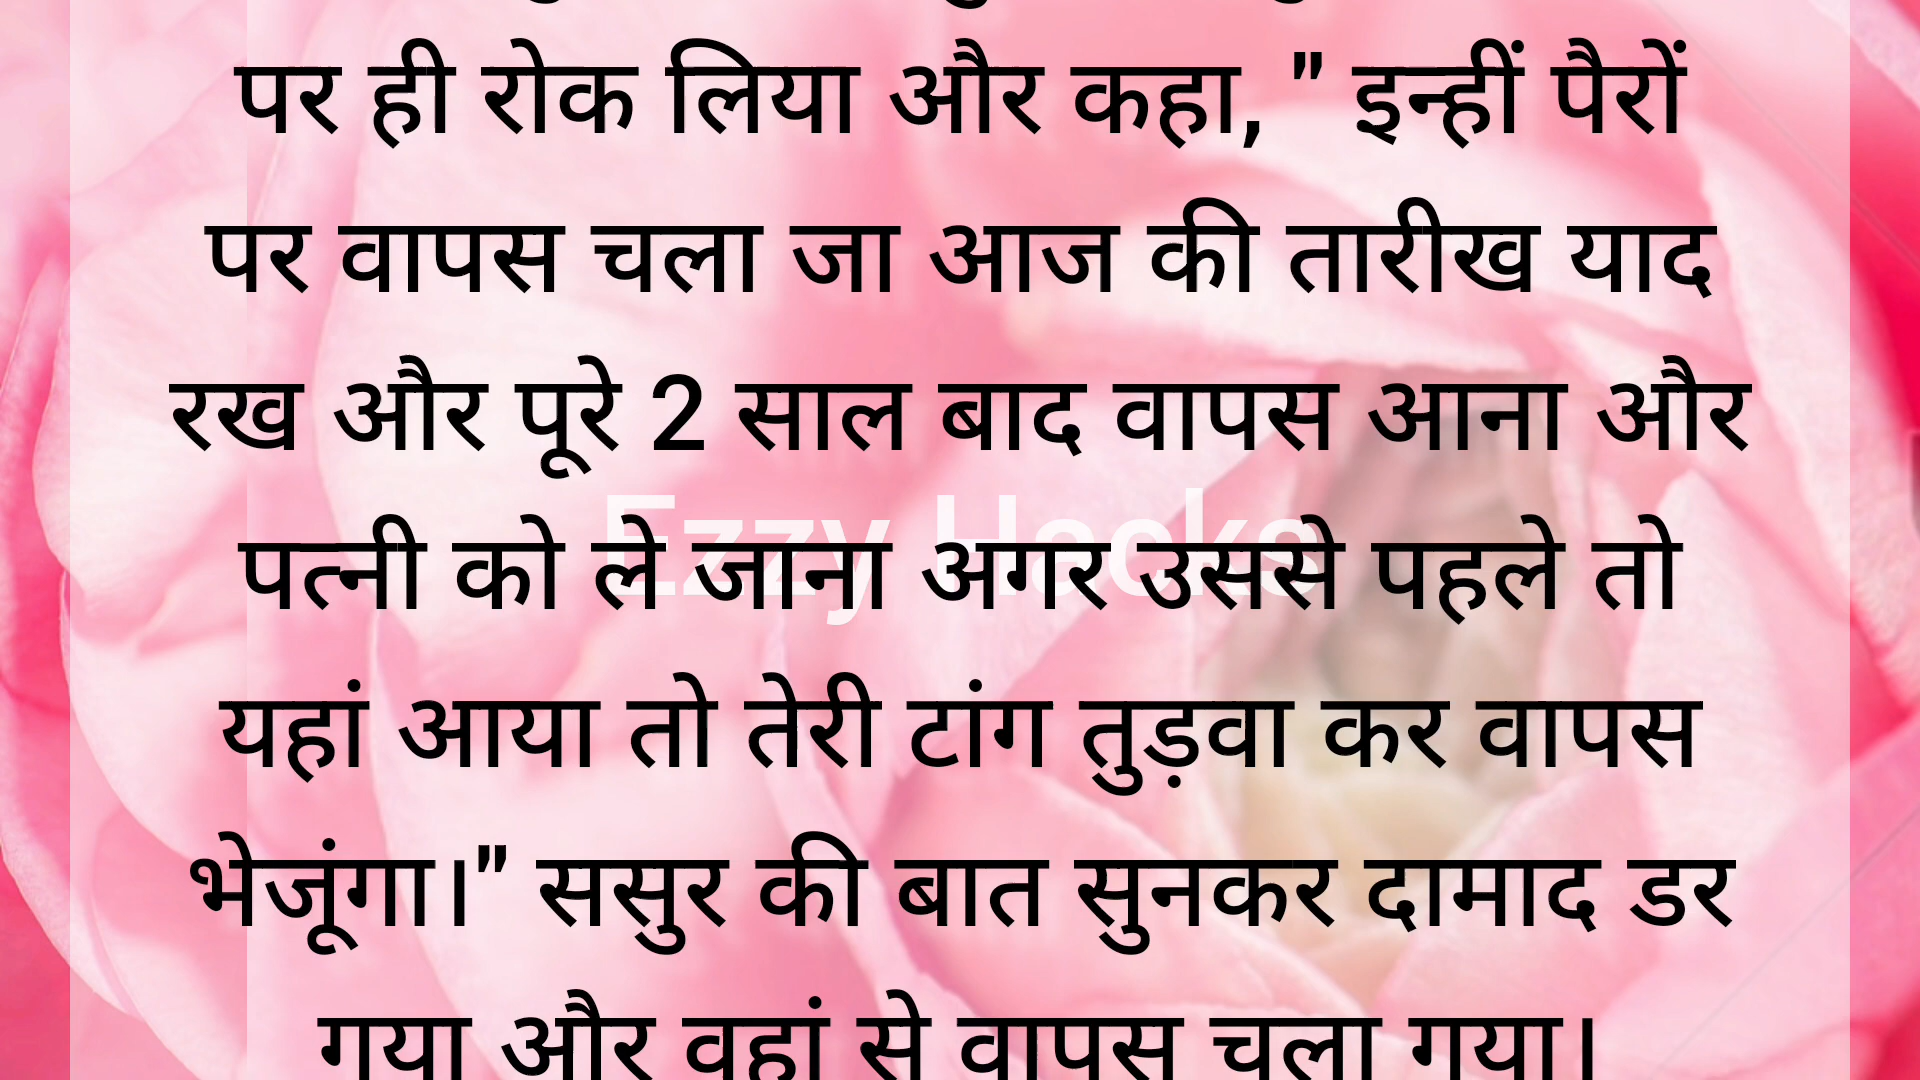 पर ही रोक लिया और कहा, " इन्हीं पैरों
पर वापस चला जा आज की तारीख याद
रख और पूरे 2 साल बाद वापस आना और
Ezzy Hacks
पत्नी को ले जाना अगर उससे पहले तो
यहां आया तो तेरी टांग तुड़वा कर वापस
भेजूंगा।" ससुर की बात सुनकर दामाद डर
गया और वहां से वापस चला गया।